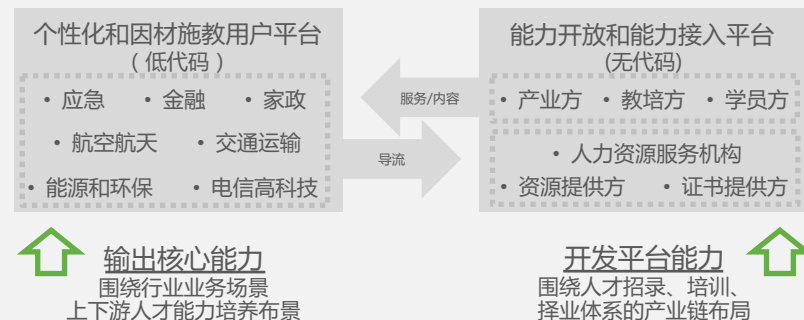 个性化和因材施教用户平台
（低代码）
• 应急 • 金融 • 家政
• 航空航天 • 交通运输
• 能源和环保 • 电信高科技
服务/内容
导流
能力开放和能力接入平台
(无代码)
• 产业方 • 教培方 • 学员方
• 人力资源服务机构
• 资源提供方 • 证书提供方
输出核心能力
围绕行业业务场景
上下游人才能力培养布景
开发平台能力
围绕人才招录、培训、
择业体系的产业链布局